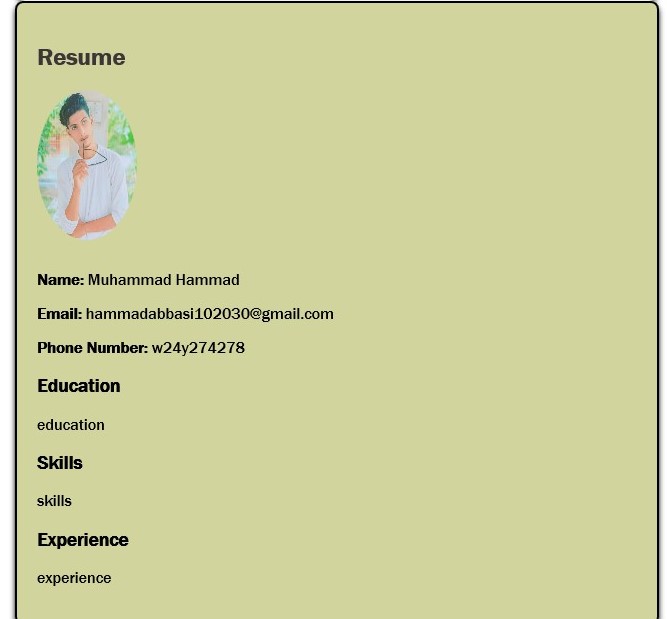 Resume
Name: Muhammad Hammad
Email: hammadabbasi102030@gmail.com
Phone Number: w24y274278
Education
education
Skills
skills
Experience
experience